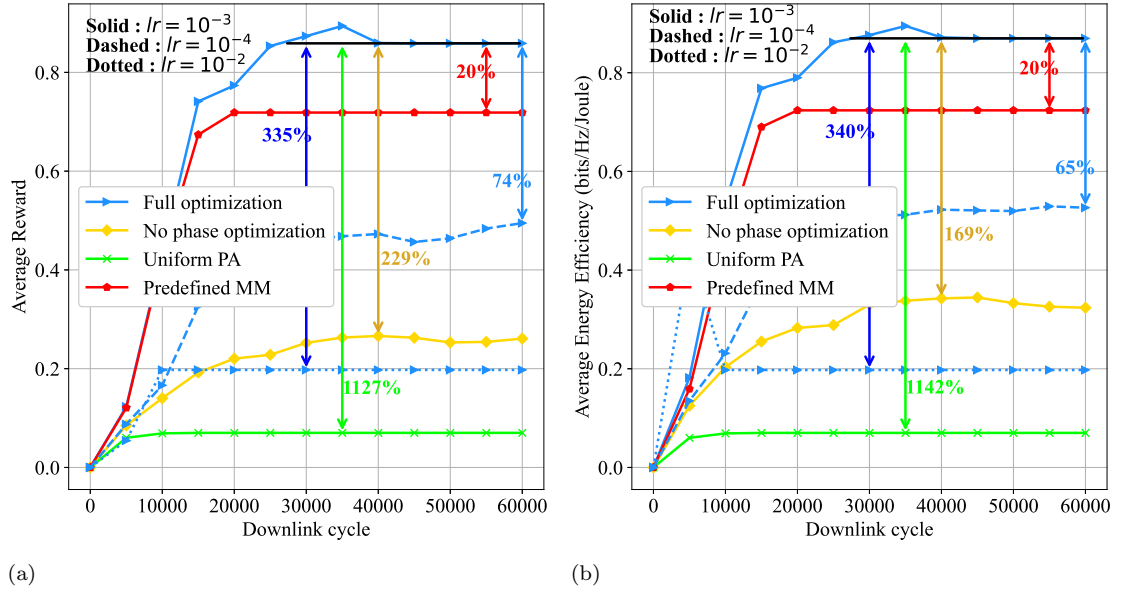 Solid : lr = 10⁻³
Dashed : lr = 10⁻⁴
Dotted : lr = 10⁻²
335%
1127%
229%
20%
74%
Full optimization
No phase optimization
Uniform PA
Predefined MM
0.0
0.2
0.4
0.6
0.8
Average Reward
0
10000
20000
30000
40000
50000
60000
Downlink cycle
(a)
Solid : lr = 10⁻³
Dashed : lr = 10⁻⁴
Dotted : lr = 10⁻²
340%
1142%
169%
20%
65%
Full optimization
No phase optimization
Uniform PA
Predefined MM
0.0
0.2
0.4
0.6
0.8
Average Energy Efficiency (bits/Hz/Joule)
0
10000
20000
30000
40000
50000
60000
Downlink cycle
(b)